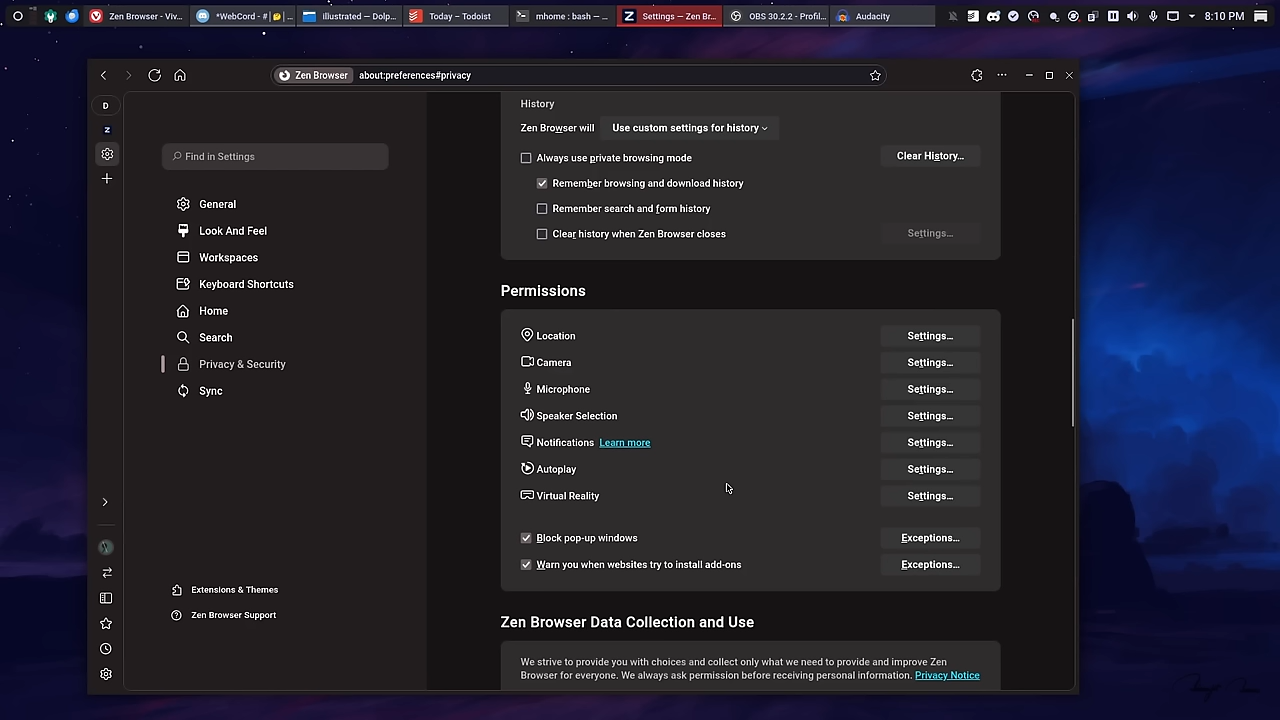 Zen Browser - Viv...
*WebCord - # | 🤔 | ...
illustrated — Dolp...
Today – Todoist
mhome : bash — ...
Settings — Zen Br...
OBS 30.2.2 - Profil...
Audacity
8:10 PM
Zen Browser
about:preferences#privacy
D
Z
Find in Settings
General
Look And Feel
Workspaces
Keyboard Shortcuts
Home
Search
Privacy & Security
Sync
Extensions & Themes
Zen Browser Support
History
Zen Browser will Use custom settings for history
Always use private browsing mode Clear History...
Remember browsing and download history
Remember search and form history
Clear history when Zen Browser closes Settings...
Permissions
Location Settings...
Camera Settings...
Microphone Settings...
Speaker Selection Settings...
Notifications Learn more Settings...
Autoplay Settings...
Virtual Reality Settings...
Block pop-up windows Exceptions...
Warn you when websites try to install add-ons Exceptions...
Zen Browser Data Collection and Use
We strive to provide you with choices and collect only what we need to provide and improve Zen
Browser for everyone. We always ask permission before receiving personal information. Privacy Notice